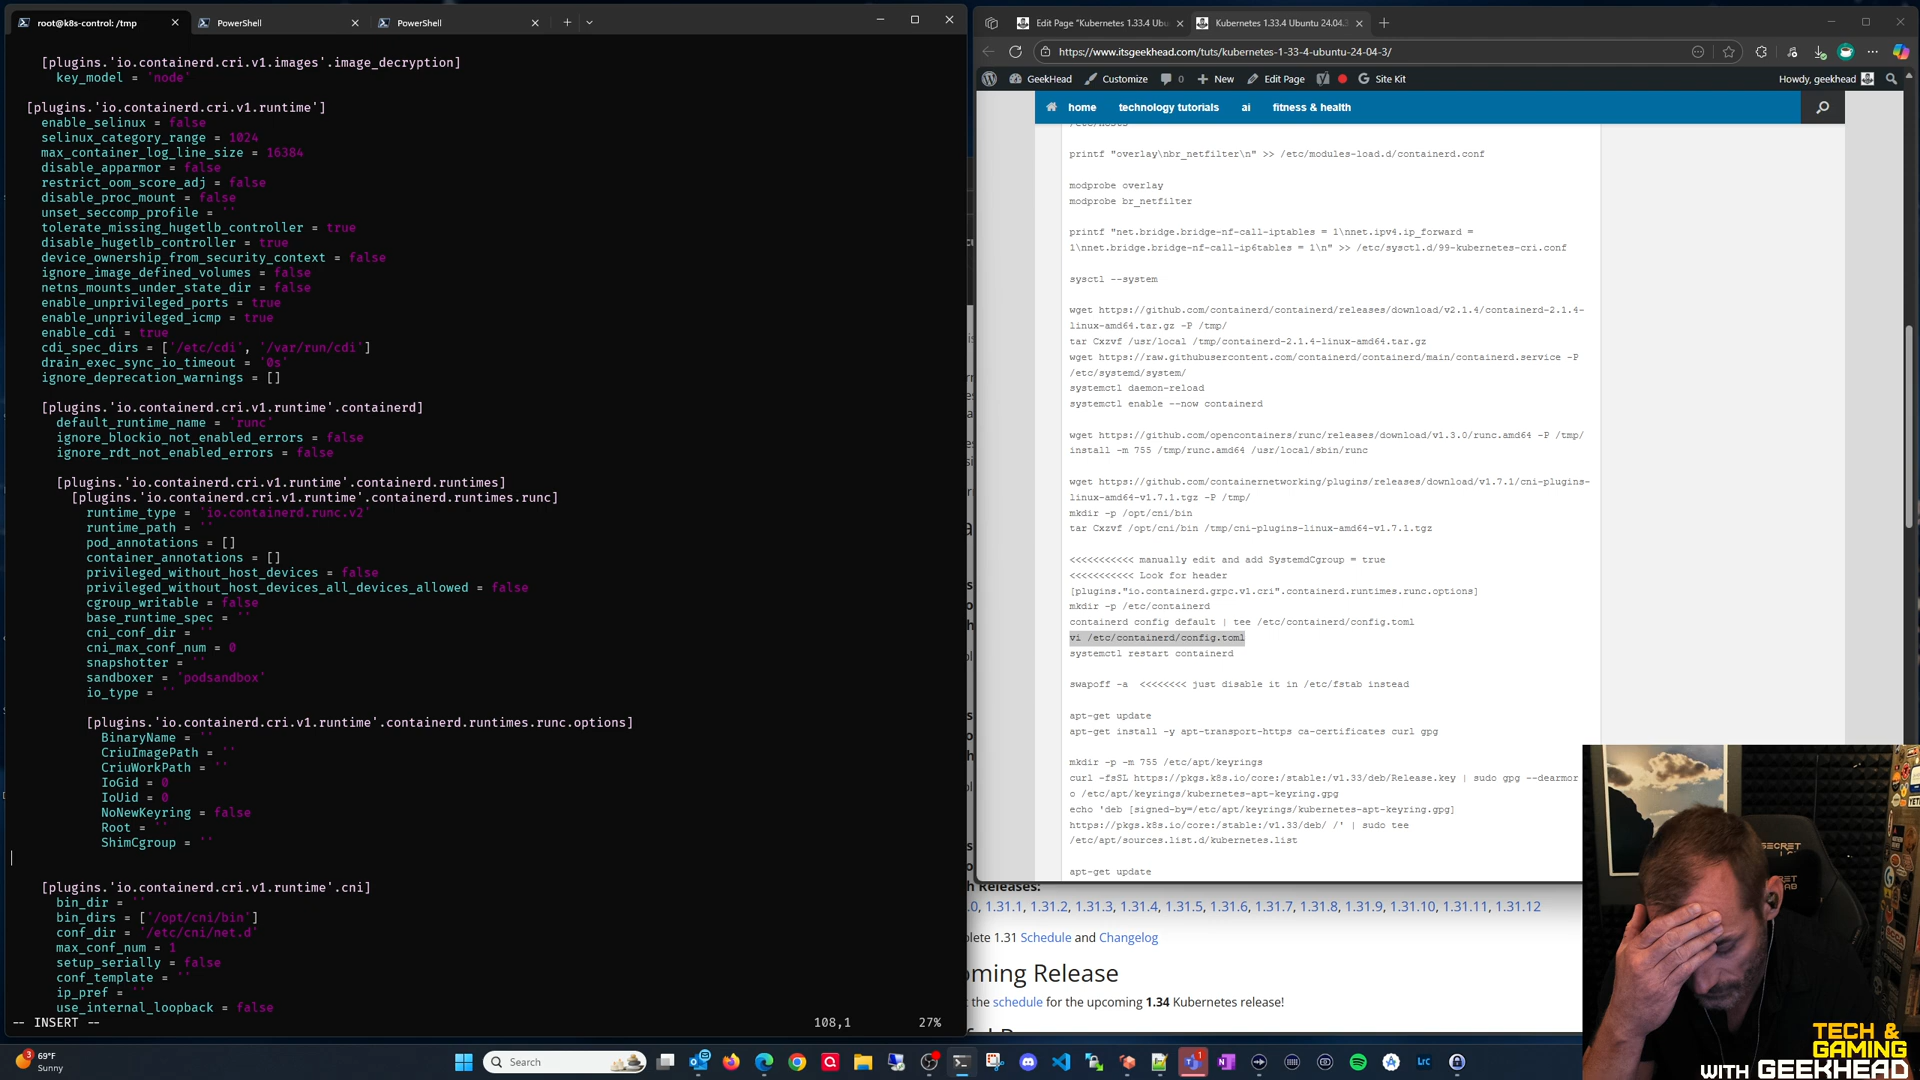 root@k8s-control: /tmp
PowerShell
PowerShell
[plugins.'io.containerd.cri.v1.images'.image_decryption]
key_model = 'node'
[plugins.'io.containerd.cri.v1.runtime']
enable_selinux = false
selinux_category_range = 1024
max_container_log_line_size = 16384
disable_apparmor = false
restrict_oom_score_adj = false
disable_proc_mount = false
unset_seccomp_profile = ''
tolerate_missing_hugetlb_controller = true
disable_hugetlb_controller = true
device_ownership_from_security_context = false
ignore_image_defined_volumes = false
netns_mounts_under_state_dir = false
enable_unprivileged_ports = true
enable_unprivileged_icmp = true
enable_cdi = true
cdi_spec_dirs = ['/etc/cdi', '/var/run/cdi']
drain_exec_sync_io_timeout = '0s'
ignore_deprecation_warnings = []
[plugins.'io.containerd.cri.v1.runtime'.containerd]
default_runtime_name = 'runc'
ignore_blockio_not_enabled_errors = false
ignore_rdt_not_enabled_errors = false
[plugins.'io.containerd.cri.v1.runtime'.containerd.runtimes]
[plugins.'io.containerd.cri.v1.runtime'.containerd.runtimes.runc]
runtime_type = 'io.containerd.runc.v2'
runtime_path = ''
pod_annotations = []
container_annotations = []
privileged_without_host_devices = false
privileged_without_host_devices_all_devices_allowed = false
cgroup_writable = false
base_runtime_spec = ''
cni_conf_dir = ''
cni_max_conf_num = 0
snapshotter = ''
sandboxer = 'podsandbox'
io_type = ''
[plugins.'io.containerd.cri.v1.runtime'.containerd.runtimes.runc.options]
BinaryName = ''
CriuImagePath = ''
CriuWorkPath = ''
IoGid = 0
IoUid = 0
NoNewKeyring = false
Root = ''
ShimCgroup = ''
[plugins.'io.containerd.cri.v1.runtime'.cni]
bin_dir = ''
bin_dirs = ['/opt/cni/bin']
conf_dir = '/etc/cni/net.d'
max_conf_num = 1
setup_serially = false
conf_template = ''
ip_pref = ''
use_internal_loopback = false
-- INSERT -- 108,1 27%
Edit Page "Kubernetes 1.33.4 Ubu
Kubernetes 1.33.4 Ubuntu 24.04.3
https://www.itsgeekhead.com/tuts/kubernetes-1-33-4-ubuntu-24-04-3/
GeekHead Customize 0 New Edit Page Site Kit Howdy, geekhead
home technology tutorials ai fitness & health
/etc/hosts
printf "overlay\nbr_netfilter\n" >> /etc/modules-load.d/containerd.conf
modprobe overlay
modprobe br_netfilter
printf "net.bridge.bridge-nf-call-iptables = 1\nnet.ipv4.ip_forward =
1\nnet.bridge.bridge-nf-call-ip6tables = 1\n" >> /etc/sysctl.d/99-kubernetes-cri.conf
sysctl --system
wget https://github.com/containerd/containerd/releases/download/v2.1.4/containerd-2.1.4-
linux-amd64.tar.gz -P /tmp/
tar Cxzvf /usr/local /tmp/containerd-2.1.4-linux-amd64.tar.gz
wget https://raw.githubusercontent.com/containerd/containerd/main/containerd.service -P
/etc/systemd/system/
systemctl daemon-reload
systemctl enable --now containerd
wget https://github.com/opencontainers/runc/releases/download/v1.3.0/runc.amd64 -P /tmp/
install -m 755 /tmp/runc.amd64 /usr/local/sbin/runc
wget https://github.com/containernetworking/plugins/releases/download/v1.7.1/cni-plugins-
linux-amd64-v1.7.1.tgz -P /tmp/
mkdir -p /opt/cni/bin
tar Cxzvf /opt/cni/bin /tmp/cni-plugins-linux-amd64-v1.7.1.tgz
<<<<<<<<<<< manually edit and add SystemdCgroup = true
<<<<<<<<<<< Look for header
[plugins."io.containerd.grpc.v1.cri".containerd.runtimes.runc.options]
mkdir -p /etc/containerd
containerd config default | tee /etc/containerd/config.toml
vi /etc/containerd/config.toml
systemctl restart containerd
swapoff -a <<<<<<<< just disable it in /etc/fstab instead
apt-get update
apt-get install -y apt-transport-https ca-certificates curl gpg
mkdir -p -m 755 /etc/apt/keyrings
curl -fsSL https://pkgs.k8s.io/core:/stable:/v1.33/deb/Release.key | sudo gpg --dearmor
o /etc/apt/keyrings/kubernetes-apt-keyring.gpg
echo 'deb [signed-by=/etc/apt/keyrings/kubernetes-apt-keyring.gpg]
https://pkgs.k8s.io/core:/stable:/v1.33/deb/ /' | sudo tee
/etc/apt/sources.list.d/kubernetes.list
apt-get update
h Releases:
.0, 1.31.1, 1.31.2, 1.31.3, 1.31.4, 1.31.5, 1.31.6, 1.31.7, 1.31.8, 1.31.9, 1.31.10, 1.31.11, 1.31.12
plete 1.31 Schedule and Changelog
oming Release
t the schedule for the upcoming 1.34 Kubernetes release!
SECRET
TECH &
GAMING
WITH GEEKHEAD
3
69°F
Sunny
Search
1
Lrc